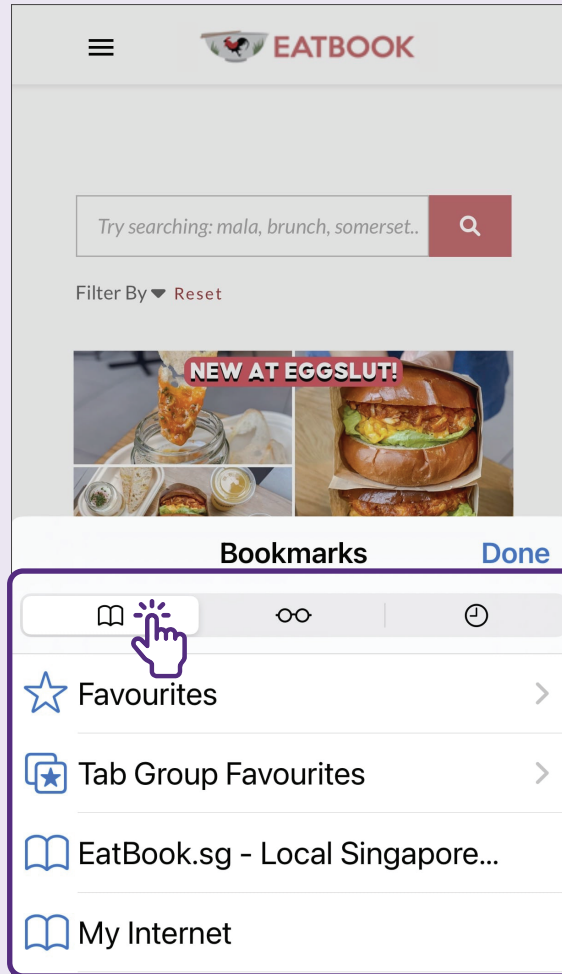 EATBOOK
Try searching: mala, brunch, somerset..
Filter By Reset
NEW AT EGGSLUT!
Bookmarks Done
Favourites
Tab Group Favourites
EatBook.sg - Local Singapore...
My Internet